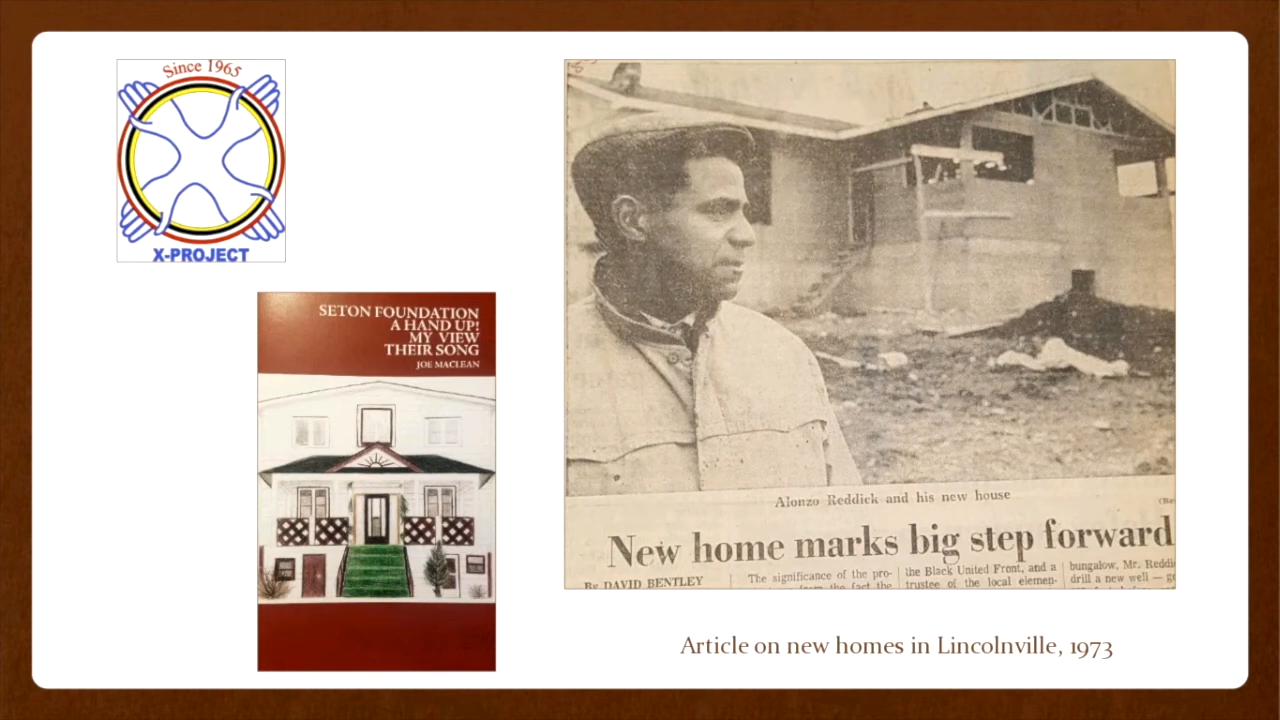 Since 1965
X-PROJECT
SETON FOUNDATION
A HAND UP!
MY VIEW
THEIR SONG
JOE MACLEAN
Alonzo Reddick and his new house
New home marks big step forward
By DAVID BENTLEY
The significance of the pro-
the Black United Front, and a
trustee of the local elemen-
bungalow, Mr. Reddi
drill a new well — g
Article on new homes in Lincolnville, 1973